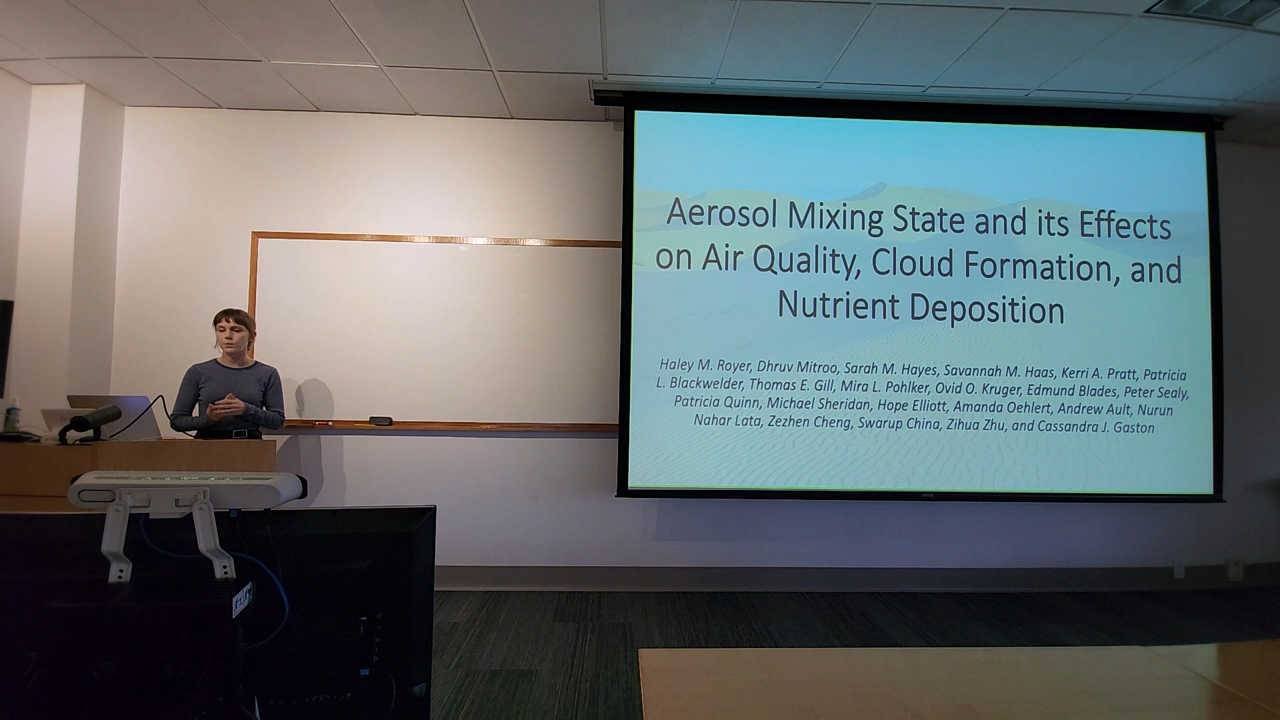 Aerosol Mixing State and its Effects
on Air Quality, Cloud Formation, and
Nutrient Deposition
Haley M. Royer, Dhruv Mitroo, Sarah M. Hayes, Savannah M. Haas, Kerri A. Pratt, Patricia
L. Blackwelder, Thomas E. Gill, Mira L. Pohlker, Ovid O. Kruger, Edmund Blades, Peter Sealy,
Patricia Quinn, Michael Sheridan, Hope Elliott, Amanda Oehlert, Andrew Ault, Nurun
Nahar Lata, Zezhen Cheng, Swarup China, Zihua Zhu, and Cassandra J. Gaston